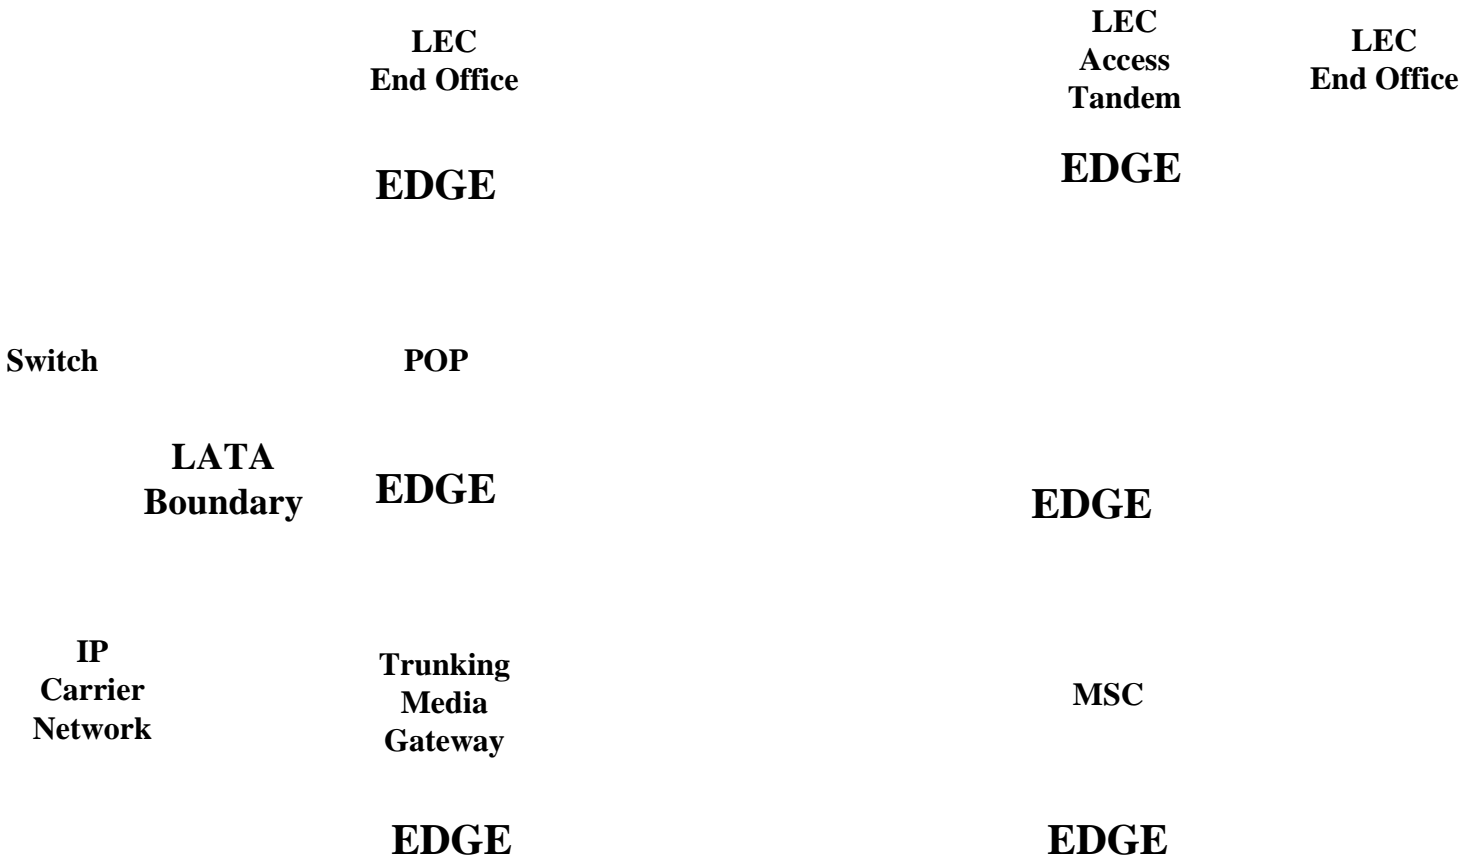 LEC
End Office
LEC
Access
Tandem
LEC
End Office
EDGE
EDGE
Switch
POP
LATA
Boundary
EDGE
EDGE
IP
Carrier
Network
Trunking
Media
Gateway
MSC
EDGE
EDGE